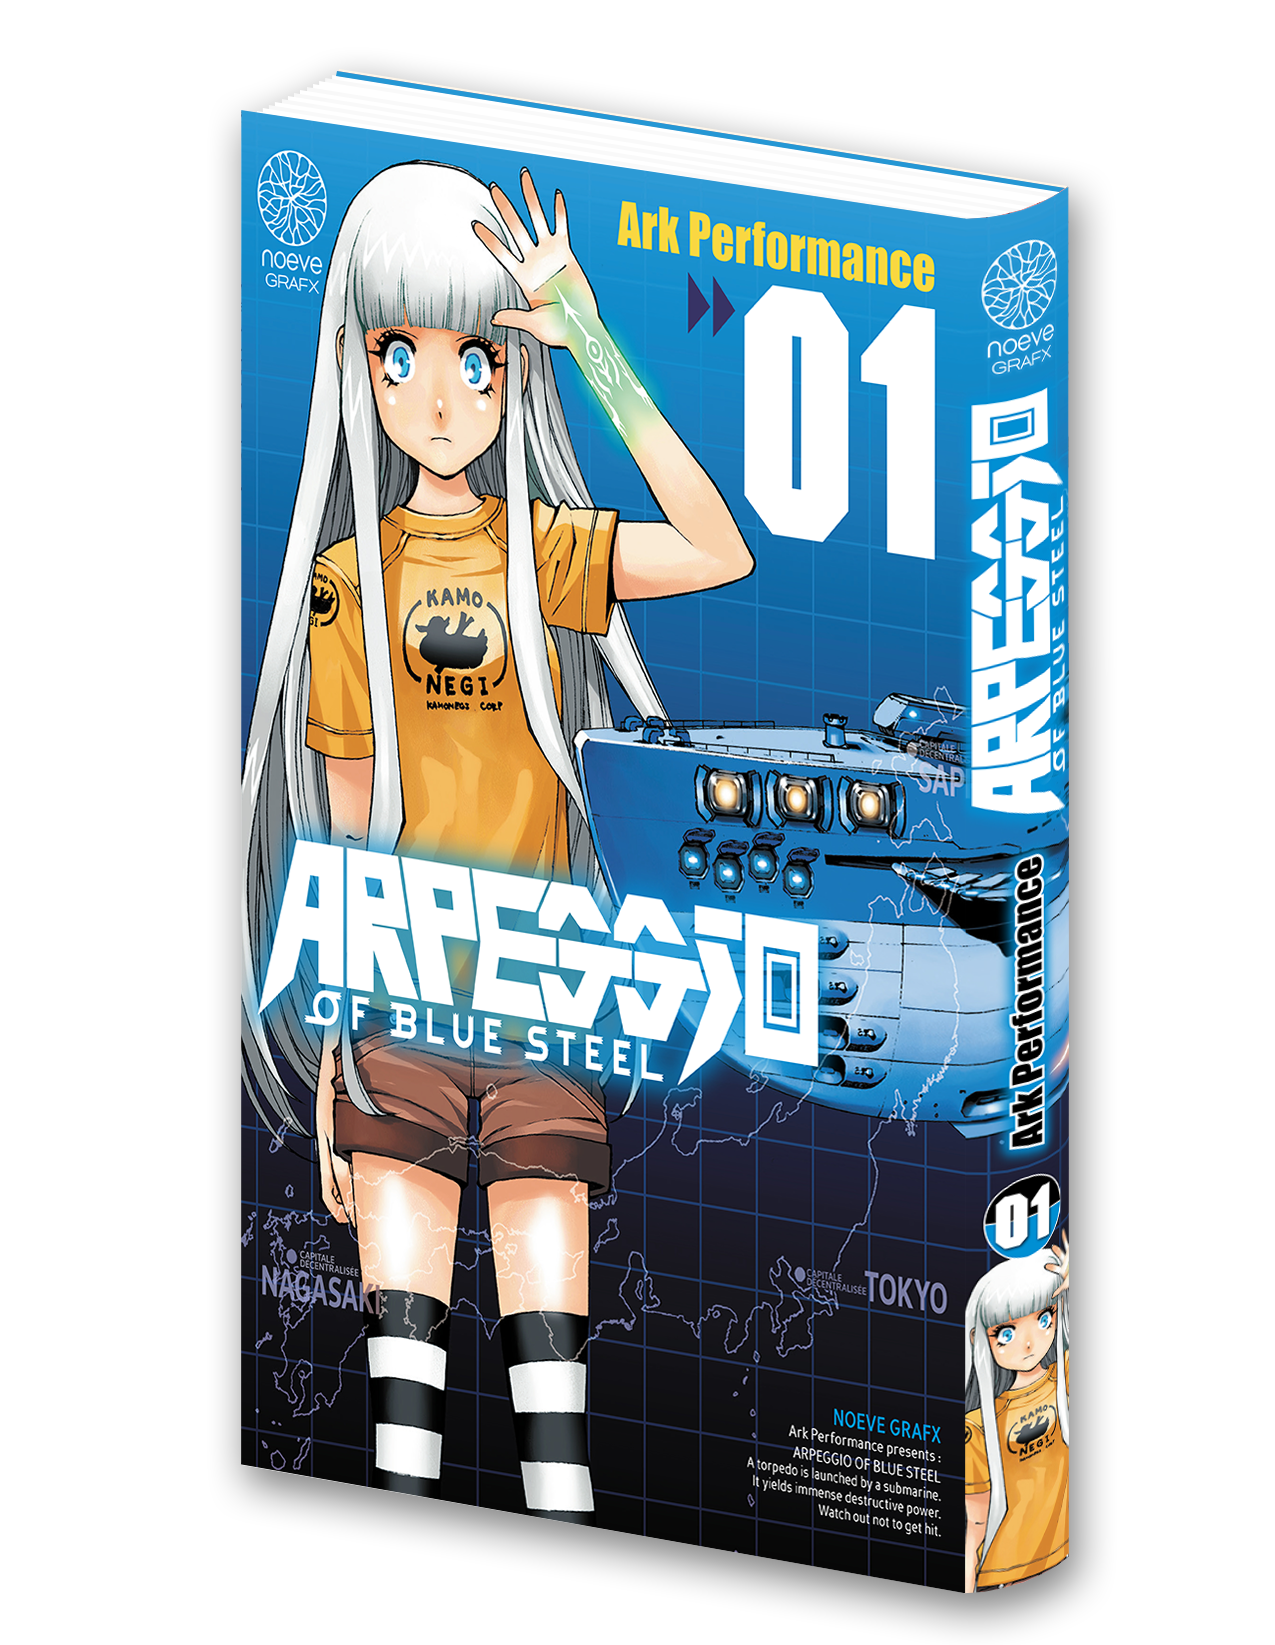 noeve
GRAFX
Ark Performance
01
KAMO
NEGI
KAMONEGI CORP
CAPITALE
DÉCENTRALISÉE
NAGASAKI
CAPITALE
DÉCENTRALISÉE
TOKYO
SAP
ARPEGGIO
OF BLUE STEEL
NOEVE GRAFX
Ark Performance presents :
ARPEGGIO OF BLUE STEEL
A torpedo is launched by a submarine.
It yields immense destructive power.
Watch out not to get hit.
noeve
GRAFX
ARPEGGIO
OF BLUE STEEL
Ark Performance
01
KAMO
NEGI